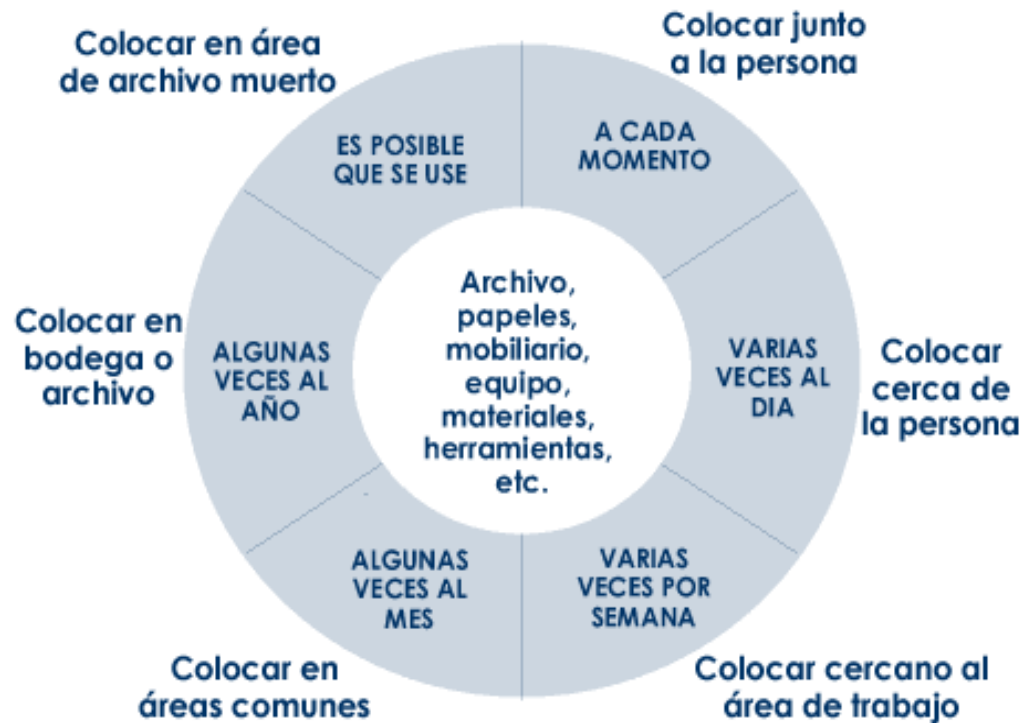 Colocar en área
de archivo muerto
Colocar junto
a la persona
ES POSIBLE
QUE SE USE
A CADA
MOMENTO
Colocar en
bodega o
archivo
ALGUNAS
VECES AL
AÑO
Archivo,
papeles,
mobiliario,
equipo,
materiales,
herramientas,
etc.
VARIAS
VECES AL
DIA
Colocar
cerca de
la persona
ALGUNAS
VECES AL
MES
VARIAS
VECES POR
SEMANA
Colocar en
áreas comunes
Colocar cercano al
área de trabajo